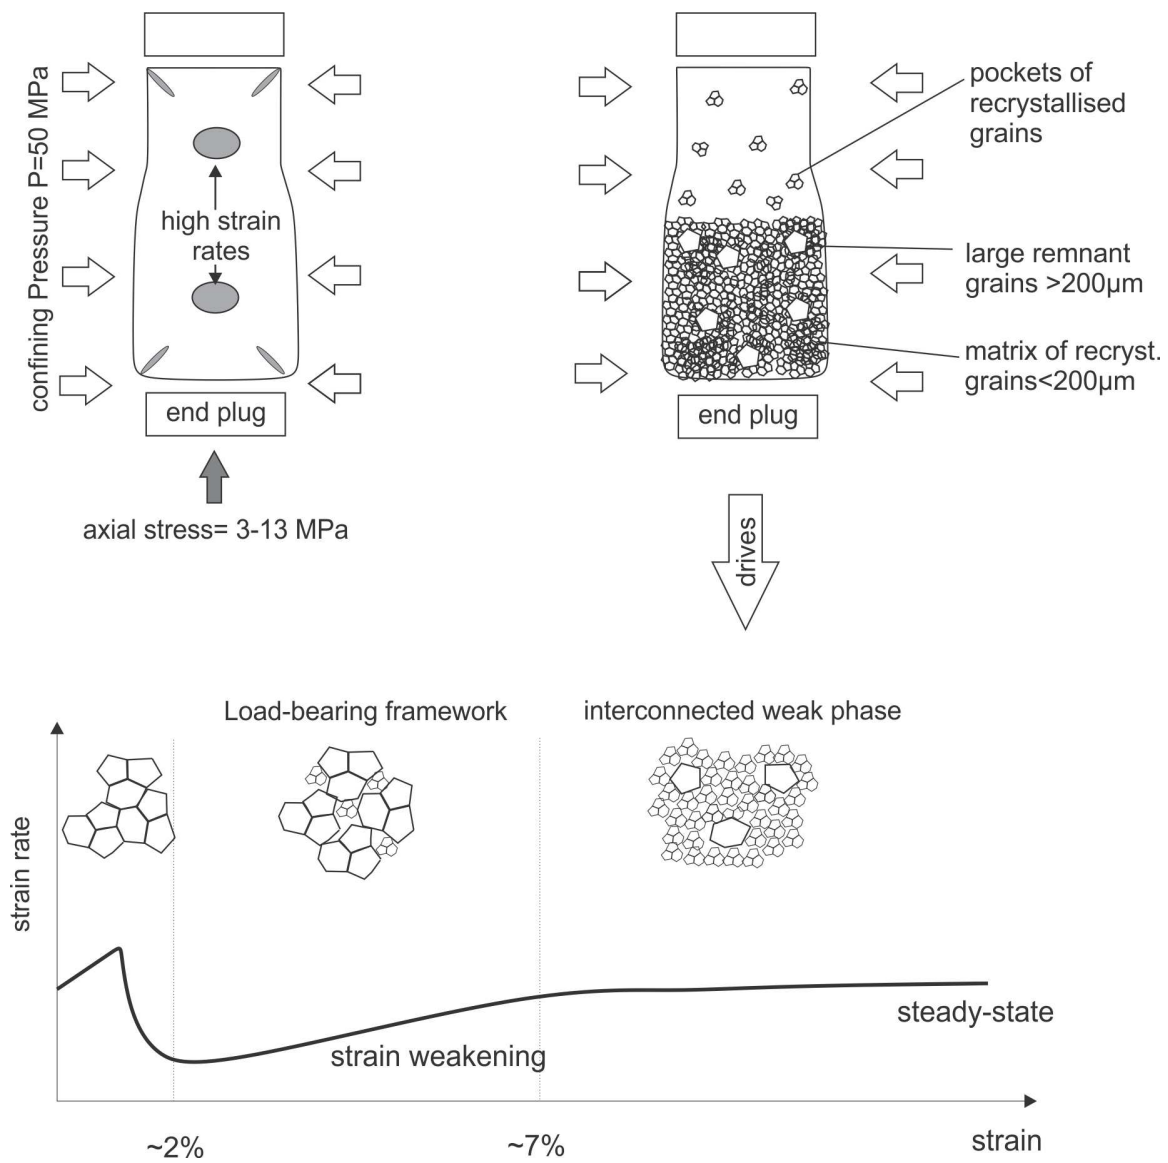 confining Pressure P=50 MPa
high strain
rates
end plug
axial stress= 3-13 MPa
pockets of
recrystallised
grains
large remnant
grains >200µm
matrix of recryst.
grains<200µm
end plug
drives
Load-bearing framework
interconnected weak phase
strain rate
strain weakening
steady-state
~2%
~7%
strain